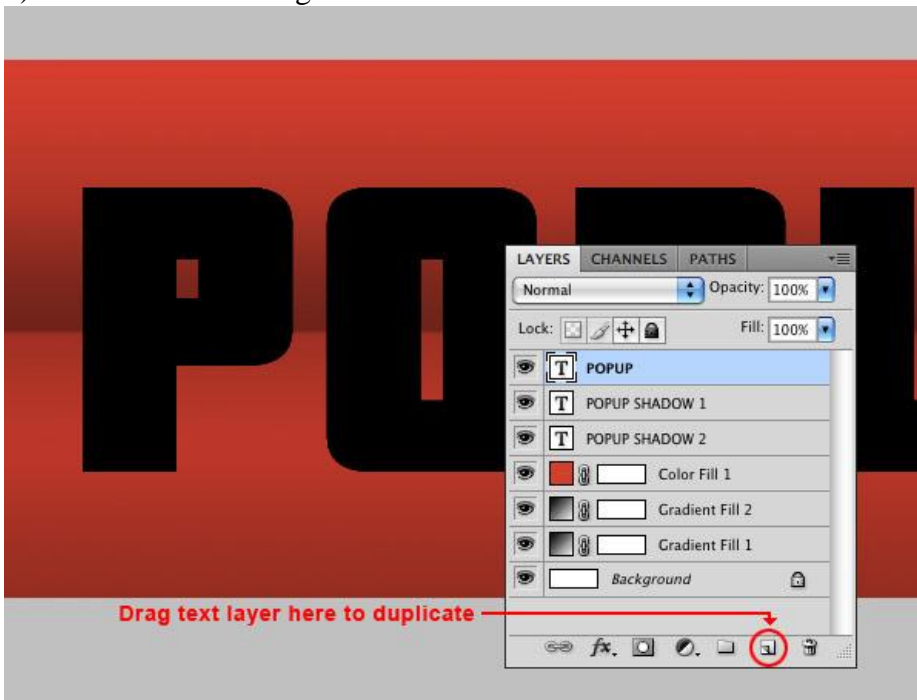 POPU
LAYERS CHANNELS PATHS
Normal Opacity: 100%
Lock: Fill: 100%
T POPUP
T POPUP SHADOW 1
T POPUP SHADOW 2
Color Fill 1
Gradient Fill 2
Gradient Fill 1
Background
Drag text layer here to duplicate
fx.